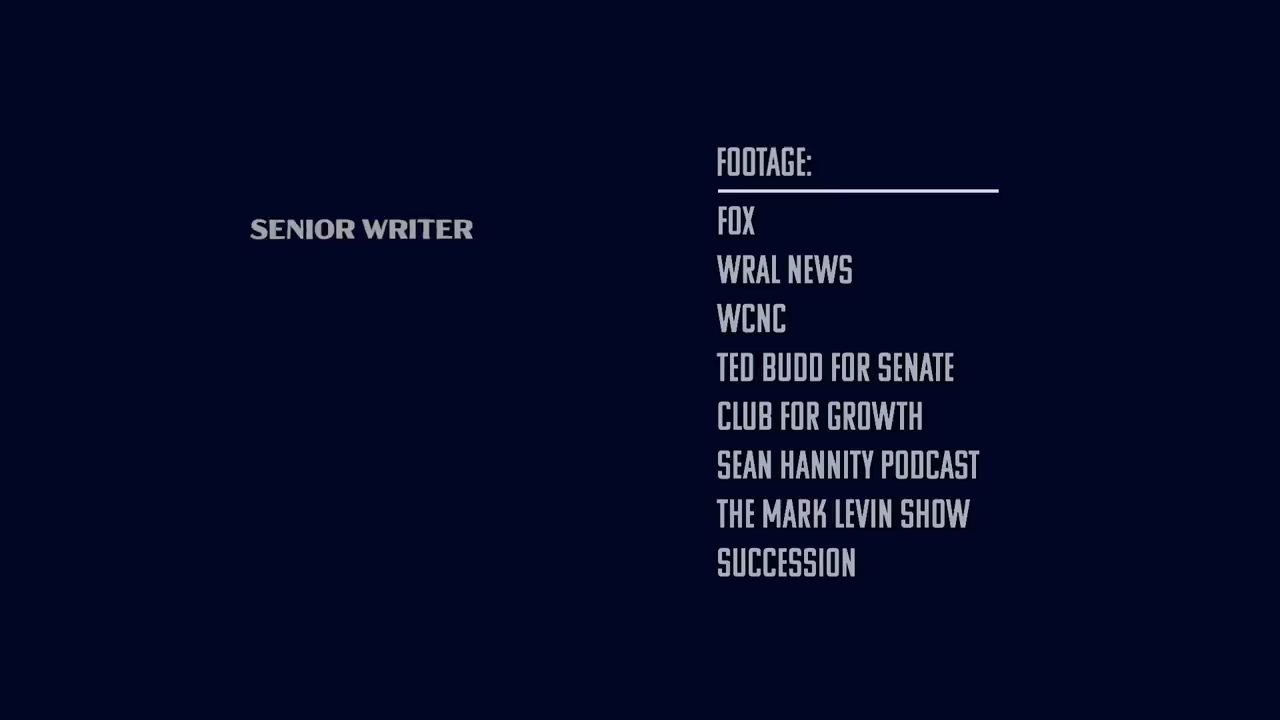 SENIOR WRITER
FOOTAGE:
FOX
WRAL NEWS
WCNC
TED BUDD FOR SENATE
CLUB FOR GROWTH
SEAN HANNITY PODCAST
THE MARK LEVIN SHOW
SUCCESSION